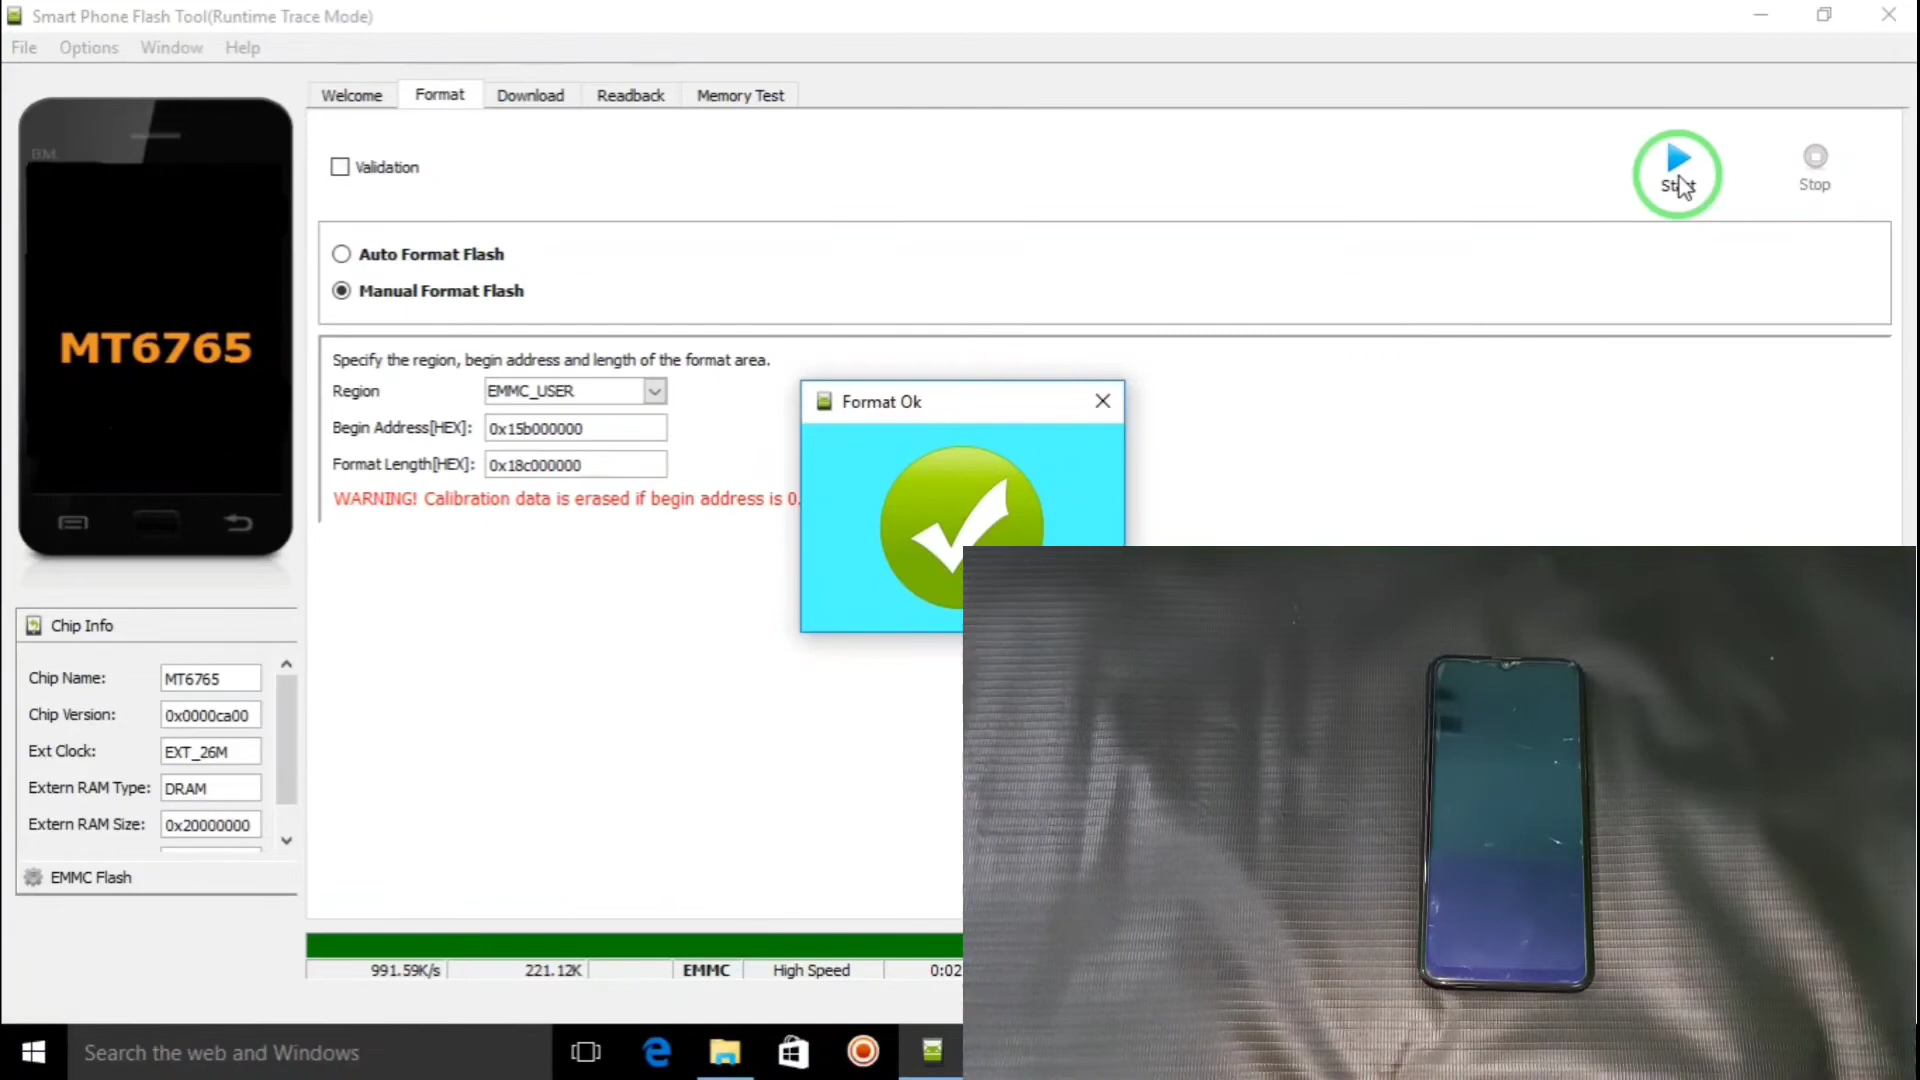 Smart Phone Flash Tool(Runtime Trace Mode)
File Options Window Help
Welcome Format Download Readback Memory Test
BM
Validation
Start
Stop
Auto Format Flash
Manual Format Flash
MT6765
Specify the region, begin address and length of the format area.
Region EMMC_USER
Begin Address[HEX]: 0x15b000000
Format Length[HEX]: 0x18c000000
WARNING! Calibration data is erased if begin address is 0.
Format Ok
Chip Info
Chip Name: MT6765
Chip Version: 0x0000ca00
Ext Clock: EXT_26M
Extern RAM Type: DRAM
Extern RAM Size: 0x20000000
EMMC Flash
991.59K/s 221.12K EMMC High Speed 0:02
Search the web and Windows